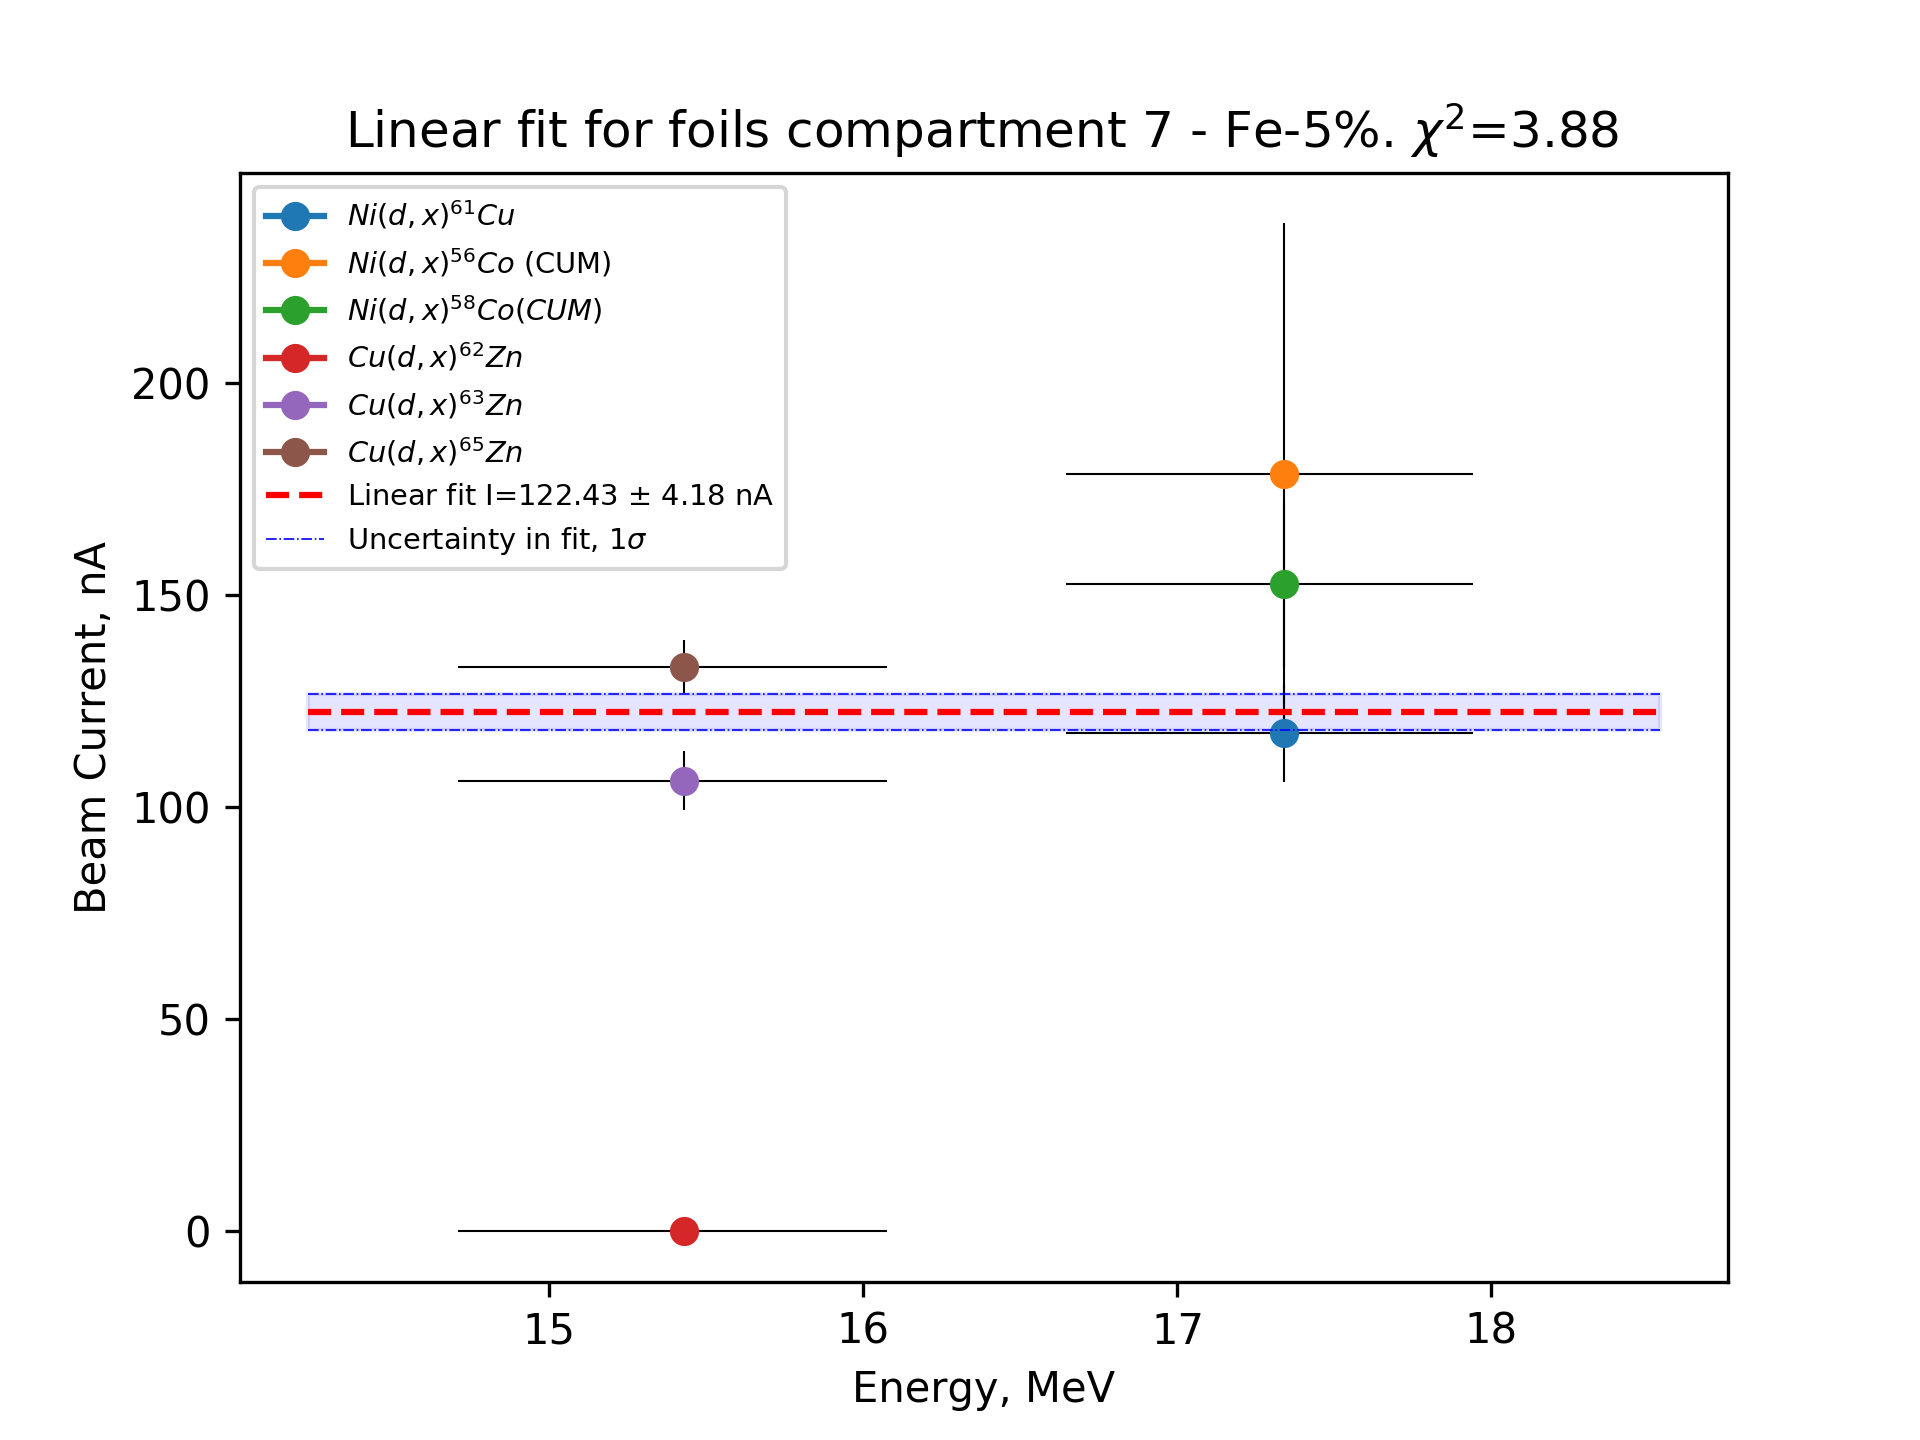 Linear fit for foils compartment 7 - Fe-5%. χ²=3.88
Ni(d, x)⁶¹Cu
Ni(d, x)⁵⁶Co (CUM)
Ni(d, x)⁵⁸Co(CUM)
Cu(d, x)⁶²Zn
Cu(d, x)⁶³Zn
Cu(d, x)⁶⁵Zn
Linear fit I=122.43 ± 4.18 nA
Uncertainty in fit, 1σ
Beam Current, nA
200
150
100
50
0
15 16 17 18
Energy, MeV